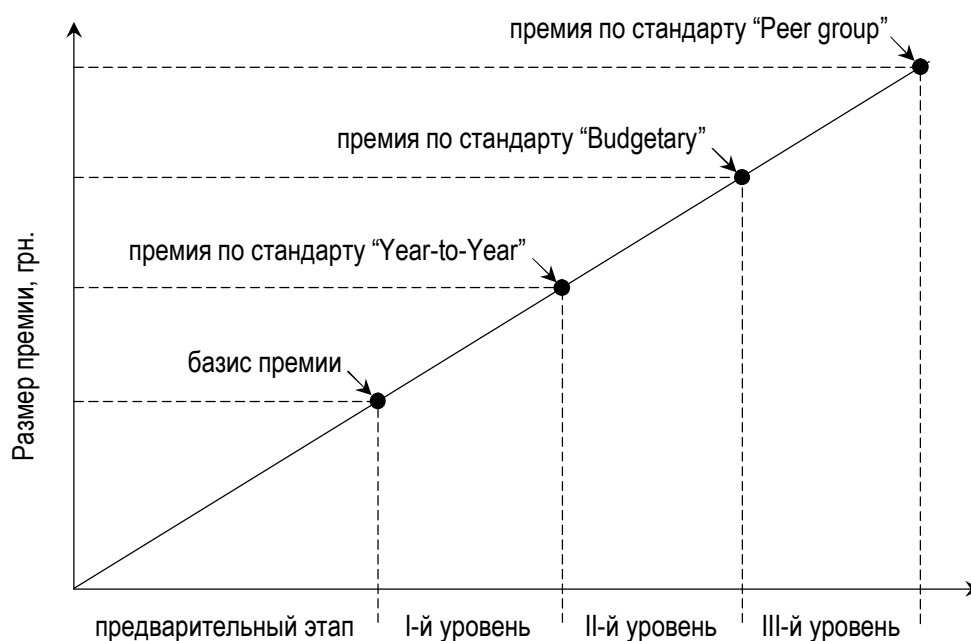 премия по стандарту “Peer group”
премия по стандарту “Budgetary”
премия по стандарту “Year-to-Year”
базис премии
Размер премии, грн.
предварительный этап
I-й уровень
II-й уровень
III-й уровень